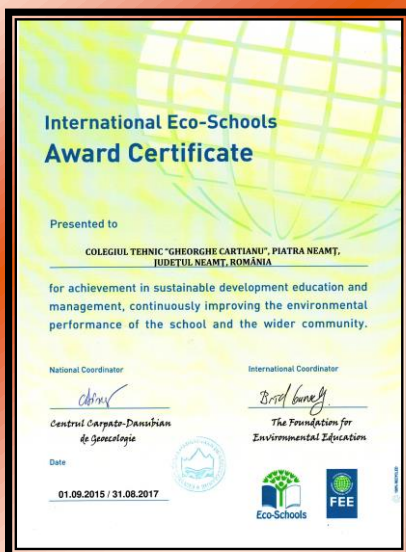 International Eco-Schools
Award Certificate
Presented to
COLEGIUL TEHNIC "GHEORGHE CARTIANU", PIATRA NEAMŢ,
JUDEŢUL NEAMŢ, ROMÂNIA
for achievement in sustainable development education and
management, continuously improving the environmental
performance of the school and the wider community.
National Coordinator
International Coordinator
Centrul Carpato-Danubian
de Geoecologie
The Foundation for
Environmental Education
Date
01.09.2015 / 31.08.2017
Eco-Schools
FEE